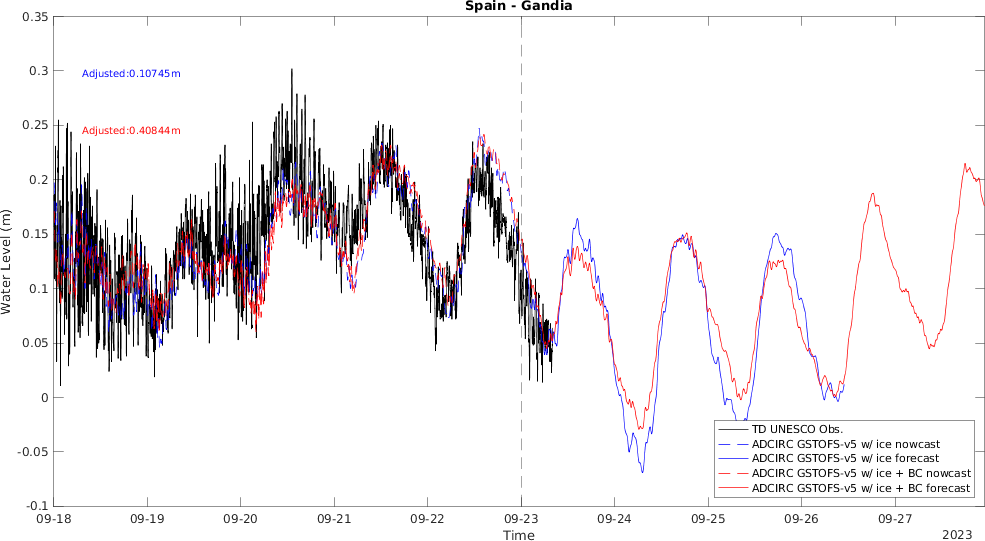 Spain - Gandia
0.35
0.3
0.25
0.2
0.15
0.1
0.05
0
-0.05
-0.1
Water Level (m)
Adjusted:0.10745m
Adjusted:0.40844m
TD UNESCO Obs.
ADCIRC GSTOFS-v5 w/ ice nowcast
ADCIRC GSTOFS-v5 w/ ice forecast
ADCIRC GSTOFS-v5 w/ ice + BC nowcast
ADCIRC GSTOFS-v5 w/ ice + BC forecast
09-18 09-19 09-20 09-21 09-22 09-23 09-24 09-25 09-26 09-27
Time
2023